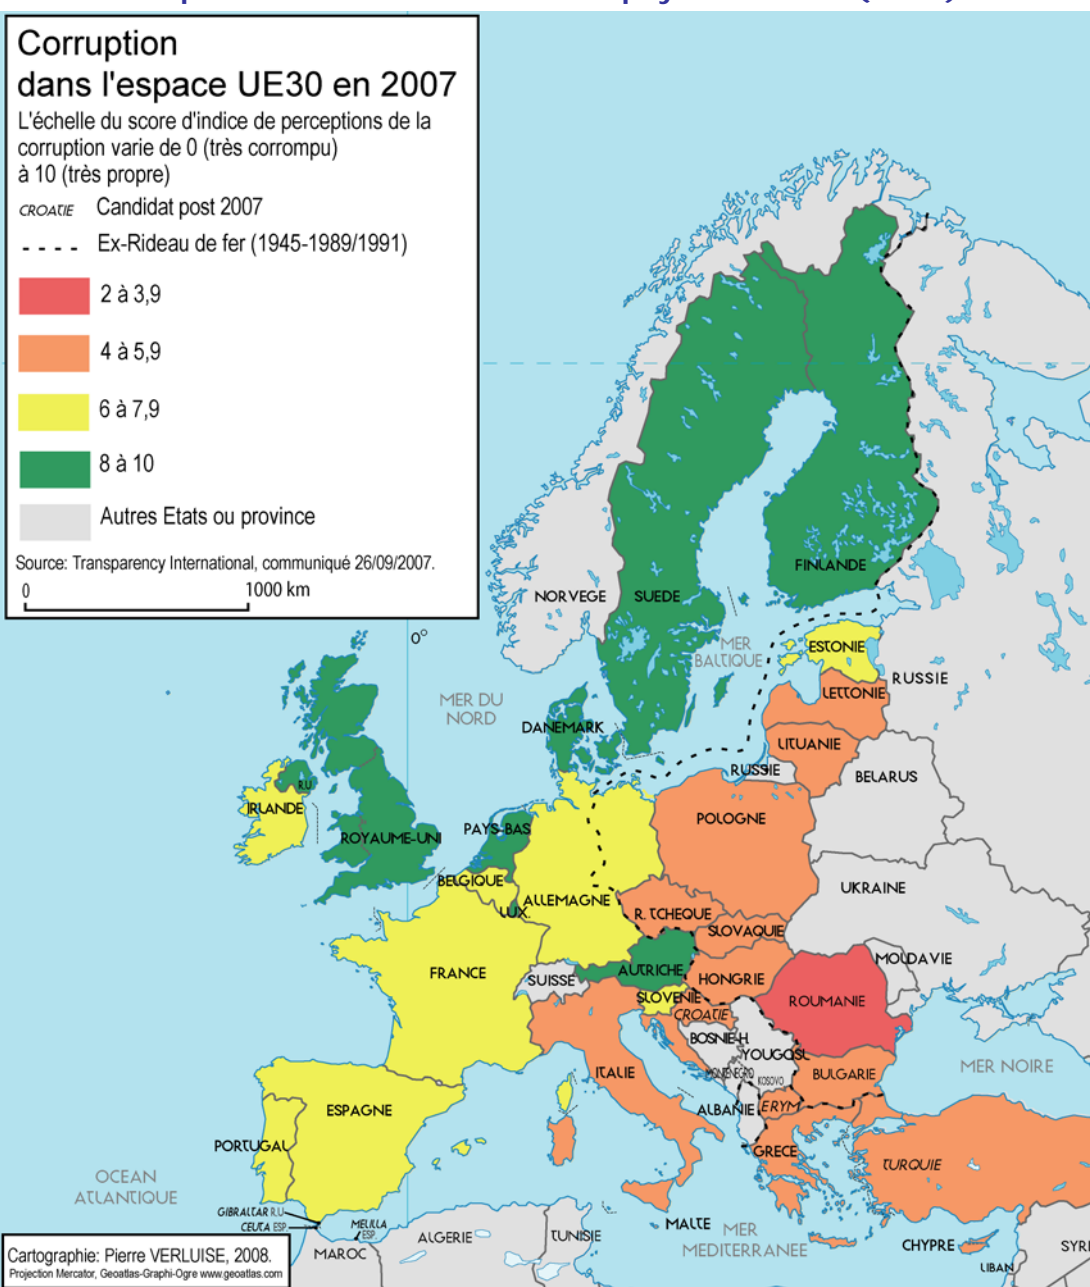 Corruption
dans l'espace UE30 en 2007
L'échelle du score d'indice de perceptions de la
corruption varie de 0 (très corrompu)
à 10 (très propre)
CROATIE Candidat post 2007
Ex-Rideau de fer (1945-1989/1991)
2 à 3,9
4 à 5,9
6 à 7,9
8 à 10
Autres Etats ou province
Source: Transparency International, communiqué 26/09/2007.
0 1000 km
0°
FINLANDE
NORVEGE
SUEDE
MER
BALTIQUE
ESTONIE
RUSSIE
LETTONIE
MER DU
NORD
DANEMARK
LITUANIE
RUSSIE
BELARUS
R.U.
IRLANDE
ROYAUME-UNI
PAYS-BAS
POLOGNE
BELGIQUE
UKRAINE
ALLEMAGNE
LUX.
R. TCHEQUE
SLOVAQUIE
MOLDAVIE
FRANCE
SUISSE
AUTRICHE
HONGRIE
SLOVENIE
ROUMANIE
CROATIE
BOSNIE-H.
YOUGOSL.
MONTENEGRO
KOSOVO
ITALIE
BULGARIE
MER NOIRE
ESPAGNE
ALBANIE
ERYM
PORTUGAL
GRECE
TURQUIE
OCEAN
ATLANTIQUE
GIBRALTAR R.U
CEUTA ESP.
MELILLA
ESP.
MALTE
MER
MEDITERRANEE
CHYPRE
ALGERIE
TUNISIE
MAROC
SYRI
LIBAN
Cartographie: Pierre VERLUISE, 2008.
Projection Mercator, Geoatlas-Graphi-Ogre www.geoatlas.com